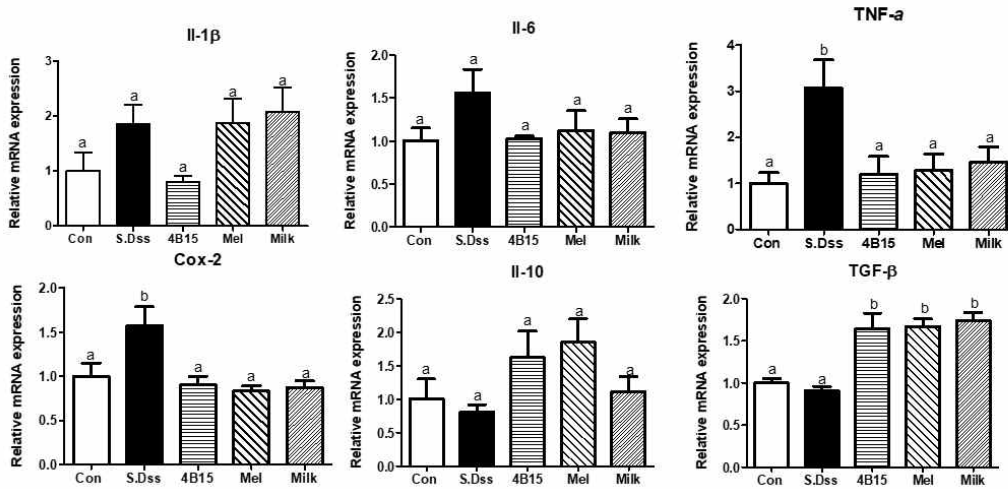 Il-1β
Relative mRNA expression
3
2
1
0
a
a
a
a
a
Con
S.Dss
4B15
Mel
Milk
Il-6
Relative mRNA expression
2.0
1.5
1.0
0.5
0.0
a
a
a
a
a
Con
S.Dss
4B15
Mel
Milk
TNF-a
Relative mRNA expression
4
3
2
1
0
a
b
a
a
a
Con
S.Dss
4B15
Mel
Milk
Cox-2
Relative mRNA expression
2.0
1.5
1.0
0.5
0.0
a
b
a
a
a
Con
S.Dss
4B15
Mel
Milk
Il-10
Relative mRNA expression
2.5
2.0
1.5
1.0
0.5
0.0
a
a
a
a
a
Con
S.Dss
4B15
Mel
Milk
TGF-β
Relative mRNA expression
2.0
1.5
1.0
0.5
0.0
a
a
b
b
b
Con
S.Dss
4B15
Mel
Milk